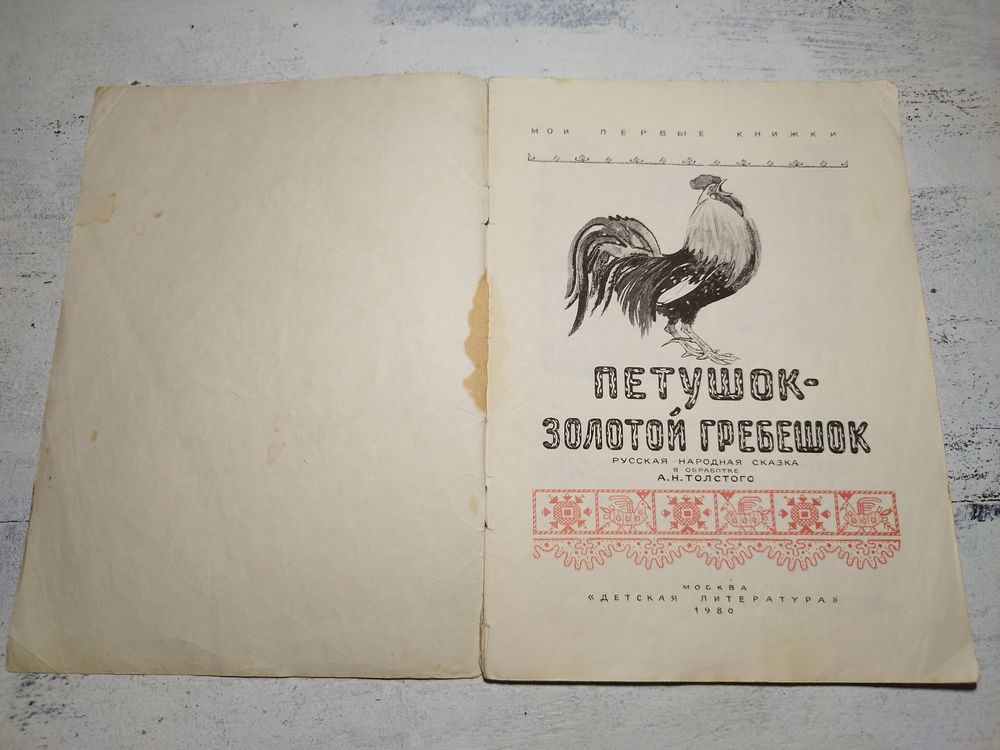 МОИ ПЕРВЫЕ КНИЖКИ
ПЕТУШОК-
ЗОЛОТОЙ ГРЕБЕШОК
РУССКАЯ НАРОДНАЯ СКАЗКА
В ОБРАБОТКЕ
А.Н.ТОЛСТОГО
МОСКВА
«ДЕТСКАЯ ЛИТЕРАТУРА»
1980